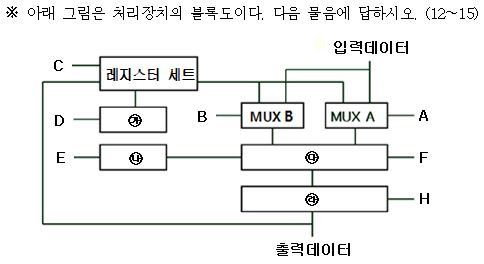 ※ 아래 그림은 처리장치의 블록도이다. 다음 물음에 답하시오. (12~15)
입력데이터
C 레지스터 세트
D ㉮ B MUX B MUX A A
E ㉯ ㉰ F
㉱ H
출력데이터